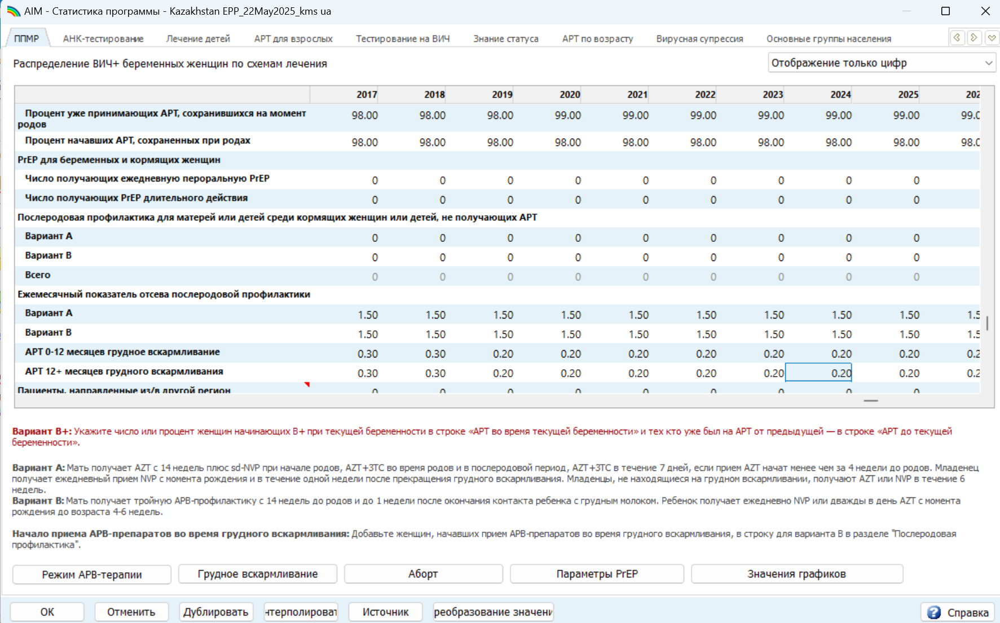 AIM - Статистика программы - Kazakhstan EPP_22May2025_kms ua
ППМР АНК-тестирование Лечение детей АРТ для взрослых Тестирование на ВИЧ Знание статуса АРТ по возрасту Вирусная супрессия Основные группы населения
Распределение ВИЧ+ беременных женщин по схемам лечения
Отображение только цифр
2017 2018 2019 2020 2021 2022 2023 2024 2025 202
Процент уже принимающих АРТ, сохранившихся на момент
родов
98.00 98.00 98.00 99.00 99.00 99.00 99.00 99.00 99.00 99.0
Процент начавших АРТ, сохраненных при родах 98.00 98.00 98.00 98.00 98.00 98.00 98.00 98.00 98.00 98.0
PrEP для беременных и кормящих женщин
Число получающих ежедневную пероральную PrEP 0 0 0 0 0 0 0 0 0
Число получающих PrEP длительного действия 0 0 0 0 0 0 0 0 0
Послеродовая профилактика для матерей или детей среди кормящих женщин или детей, не получающих АРТ
Вариант A 0 0 0 0 0 0 0 0 0
Вариант B 0 0 0 0 0 0 0 0 0
Всего 0 0 0 0 0 0 0 0 0
Ежемесячный показатель отсева послеродовой профилактики
Вариант A 1.50 1.50 1.50 1.50 1.50 1.50 1.50 1.50 1.50 1.5
Вариант B 1.50 1.50 1.50 1.50 1.50 1.50 1.50 1.50 1.50 1.5
АРТ 0-12 месяцев грудное вскармливание 0.30 0.30 0.20 0.20 0.20 0.20 0.20 0.20 0.20 0.2
АРТ 12+ месяцев грудного вскармливания 0.30 0.30 0.20 0.20 0.20 0.20 0.20 0.20 0.20 0.2
Пациенты, направленные из/в другой регион 0 0 0 0 0 0 0 0 0
Вариант B+: Укажите число или процент женщин начинающих B+ при текущей беременности в строке «АРТ во время текущей беременности» и тех кто уже был на АРТ от предыдущей — в строке «АРТ до текущей
беременности».
Вариант A: Мать получает AZT с 14 недель плюс sd-NVP при начале родов, AZT+3TC во время родов и в послеродовой период, AZT+3TC в течение 7 дней, если прием AZT начат менее чем за 4 недели до родов. Младенец
получает ежедневный прием NVP с момента рождения и в течение одной недели после прекращения грудного вскармливания. Младенцы, не находящиеся на грудном вскармливании, получают AZT или NVP в течение 6
недель.
Вариант B: Мать получает тройную АРВ-профилактику с 14 недель до родов и до 1 недели после окончания контакта ребенка с грудным молоком. Ребенок получает ежедневно NVP или дважды в день AZT с момента
рождения до возраста 4-6 недель.
Начало приема АРВ-препаратов во время грудного вскармливания: Добавьте женщин, начавших прием АРВ-препаратов во время грудного вскармливания, в строку для варианта B в разделе "Послеродовая
профилактика".
Режим АРВ-терапии Грудное вскармливание Аборт Параметры PrEP Значения графиков
ОК Отменить Дублировать нтерполироват Источник реобразование значени Справка